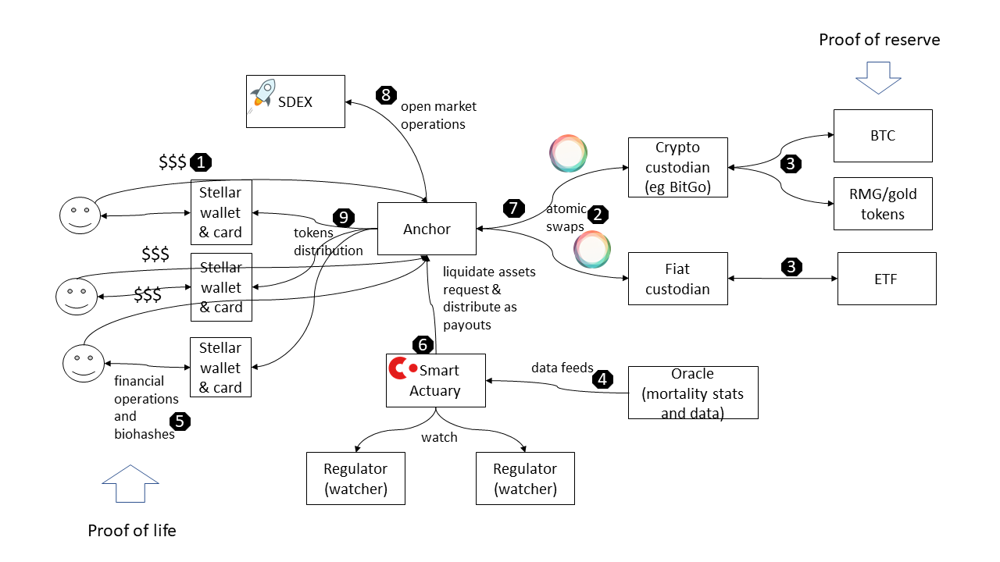 Proof of reserve
SDEX
8
open market
operations
BTC
Crypto
custodian
(eg BitGo)
3
RMG/gold
tokens
$$$ 1
Stellar
wallet
& card
9
tokens
distribution
Anchor
7
atomic
swaps
2
$$$
Stellar
wallet
& card
$$$
liquidate assets
request &
distribute as
payouts
Fiat
custodian
3
ETF
Stellar
wallet
& card
6
Smart
Actuary
data feeds
4
Oracle
(mortality stats
and data)
financial
operations
and
biohashes
5
watch
Regulator
(watcher)
Regulator
(watcher)
Proof of life